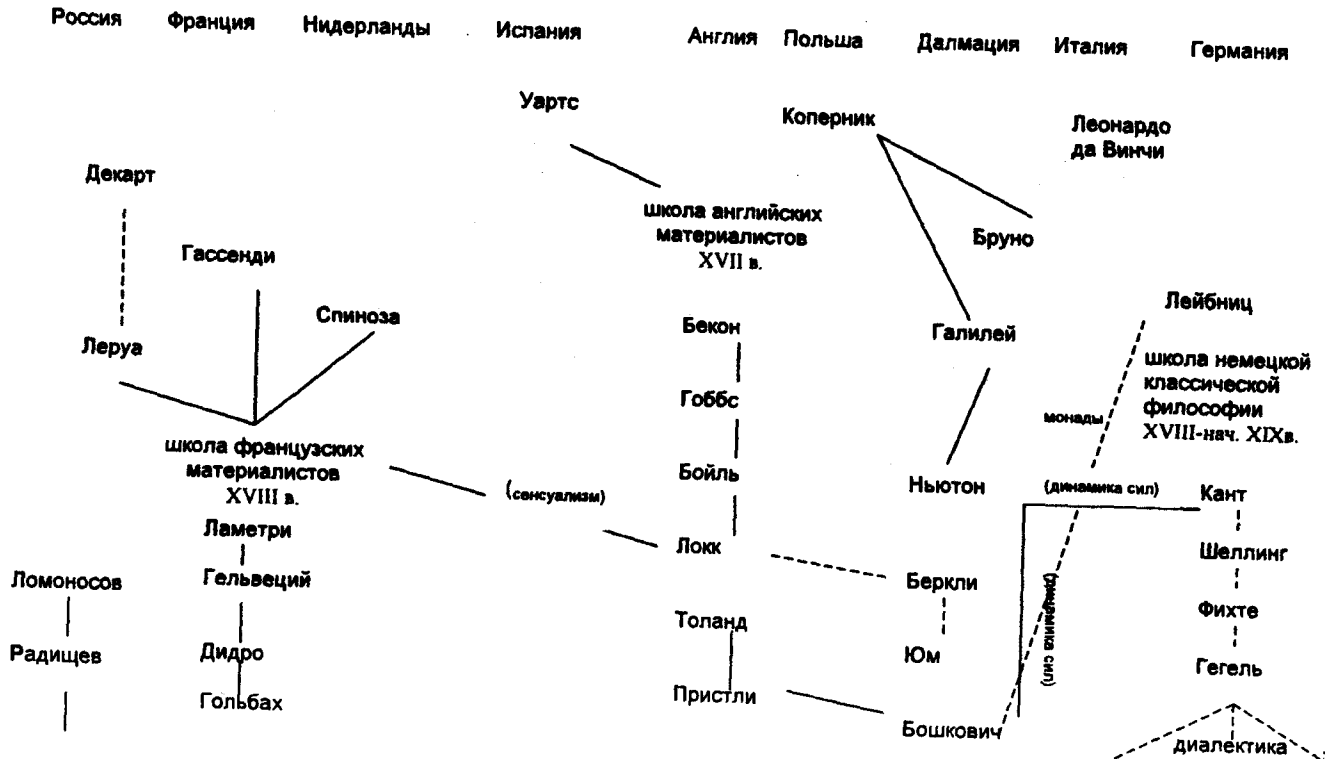 Россия Франция Нидерланды Испания Англия Польша Далмация Италия Германия
Уартс
Коперник
Леонардо
да Винчи
Декарт
школа английских
материалистов
XVII в.
Бруно
Гассенди
Спиноза
Лейбниц
Бекон
Галилей
Леруа
школа немецкой
классической
философии
XVIII-нач. XIXв.
Гоббс
монады
школа французских
материалистов
XVIII в.
Бойль
Ньютон
(динамика сил)
Кант
(сенсуализм)
Ламетри
Локк
Шеллинг
Ломоносов
Гельвеций
Беркли
(динамика сил)
Фихте
Толанд
Радищев
Дидро
Юм
Гегель
Гольбах
Пристли
Бошкович
диалектика